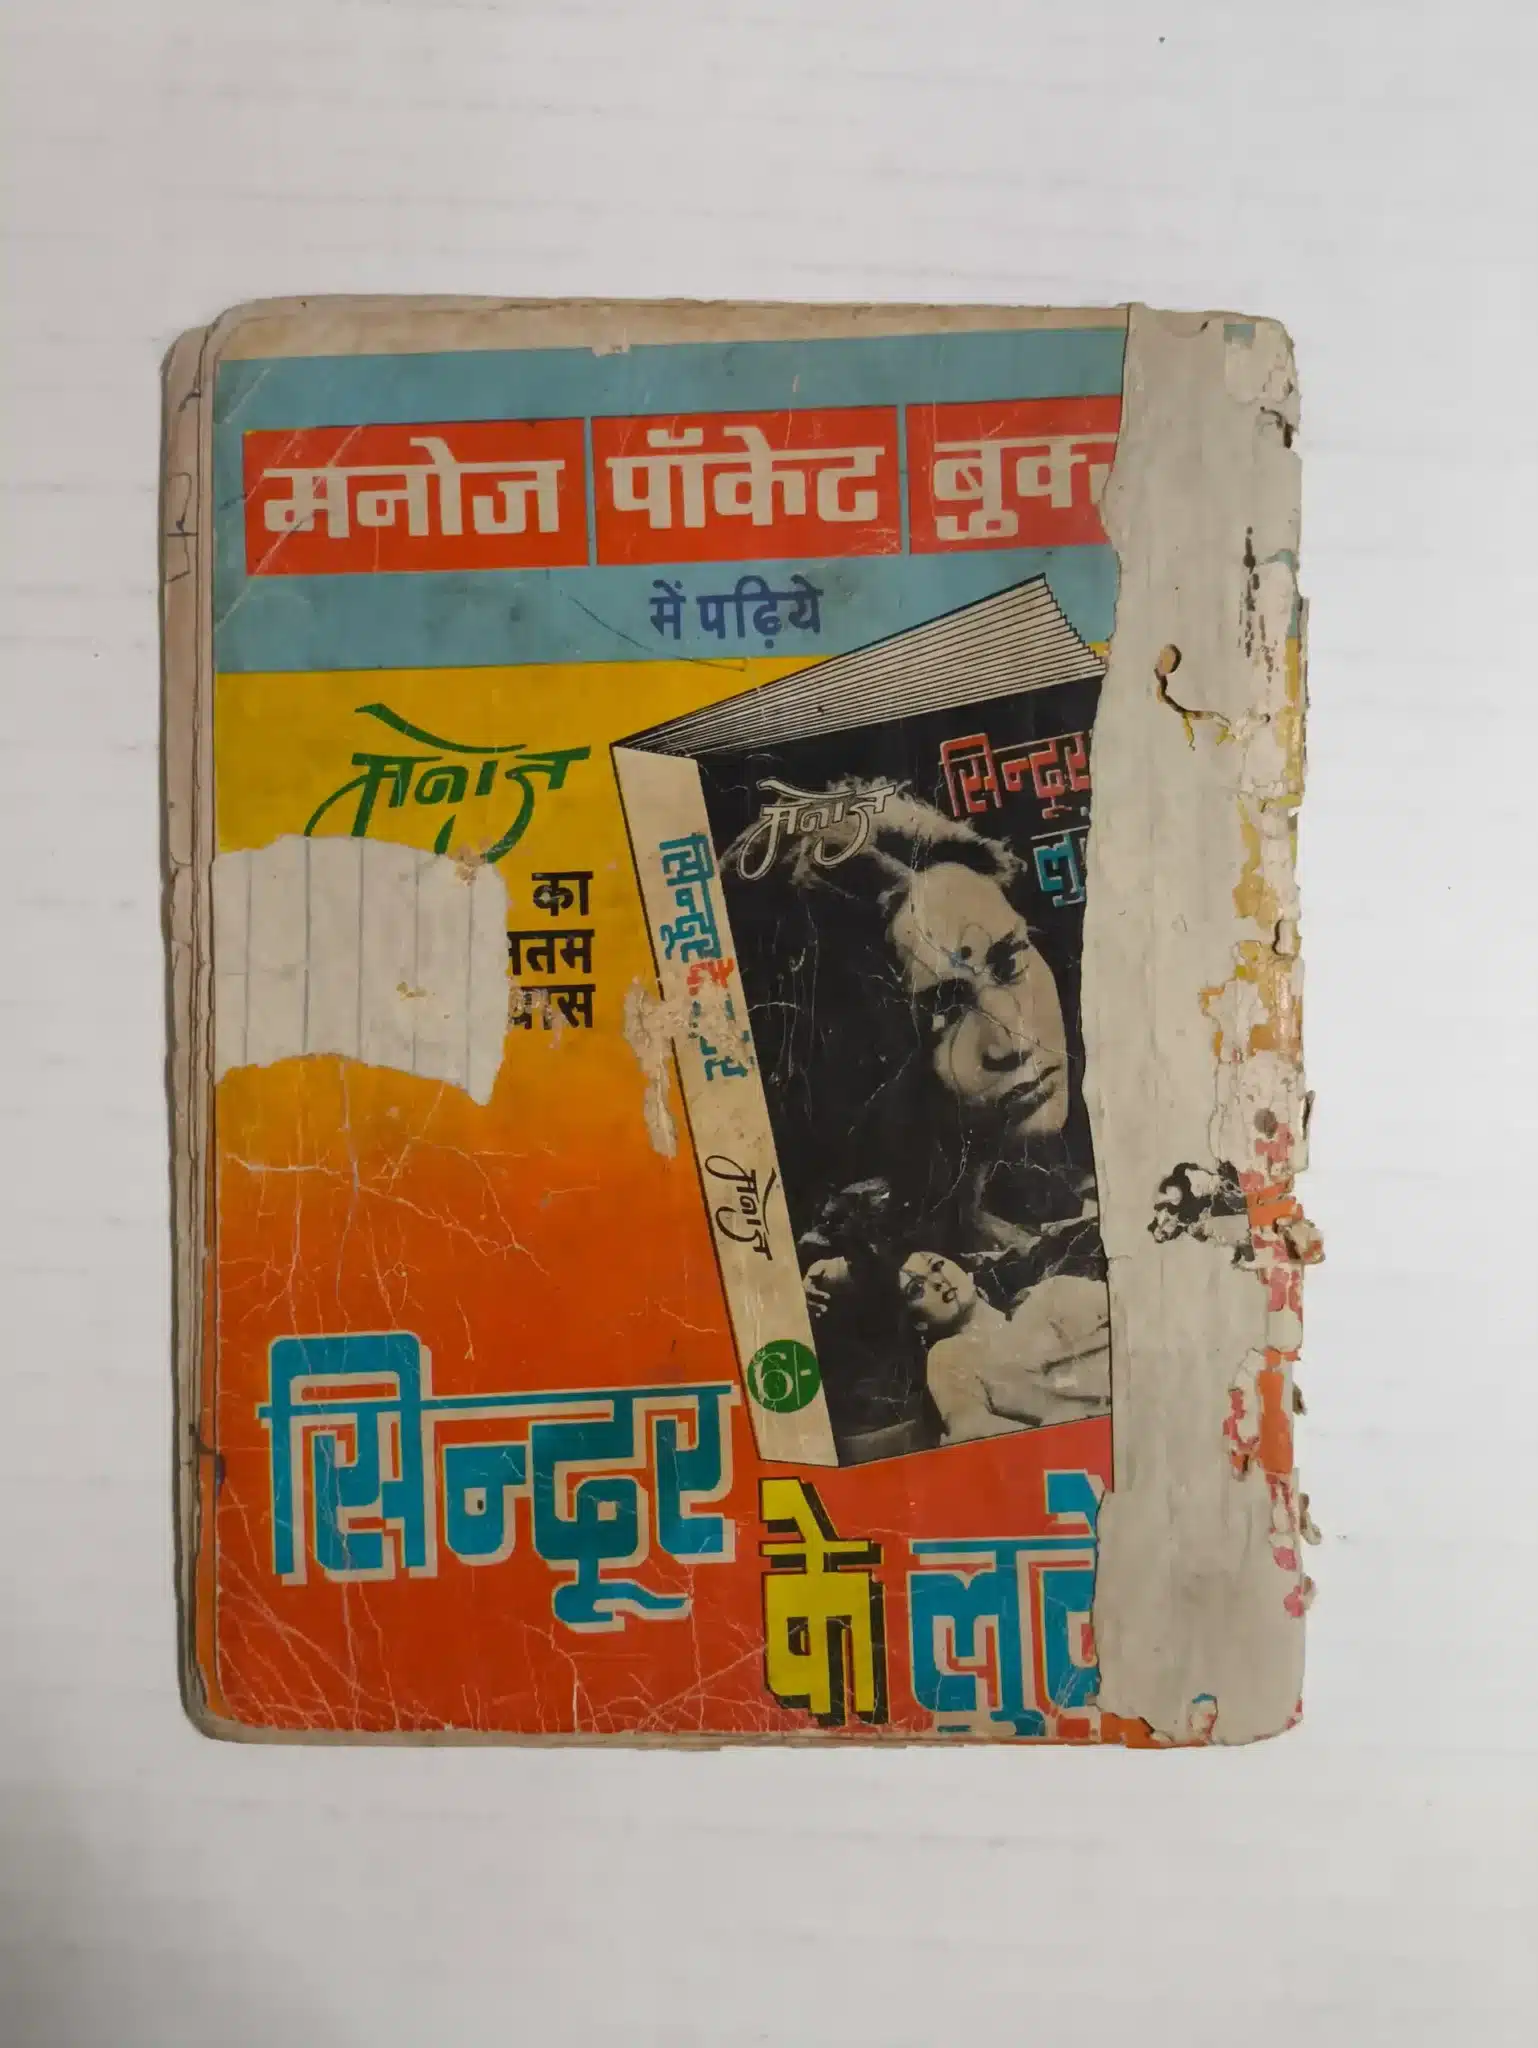 मनोज पॉकेट
में पढ़िये
मनोज
का
सिन्दूर
मनोज
सिन्दूर
मनोज
6/-
सिन्दूर के